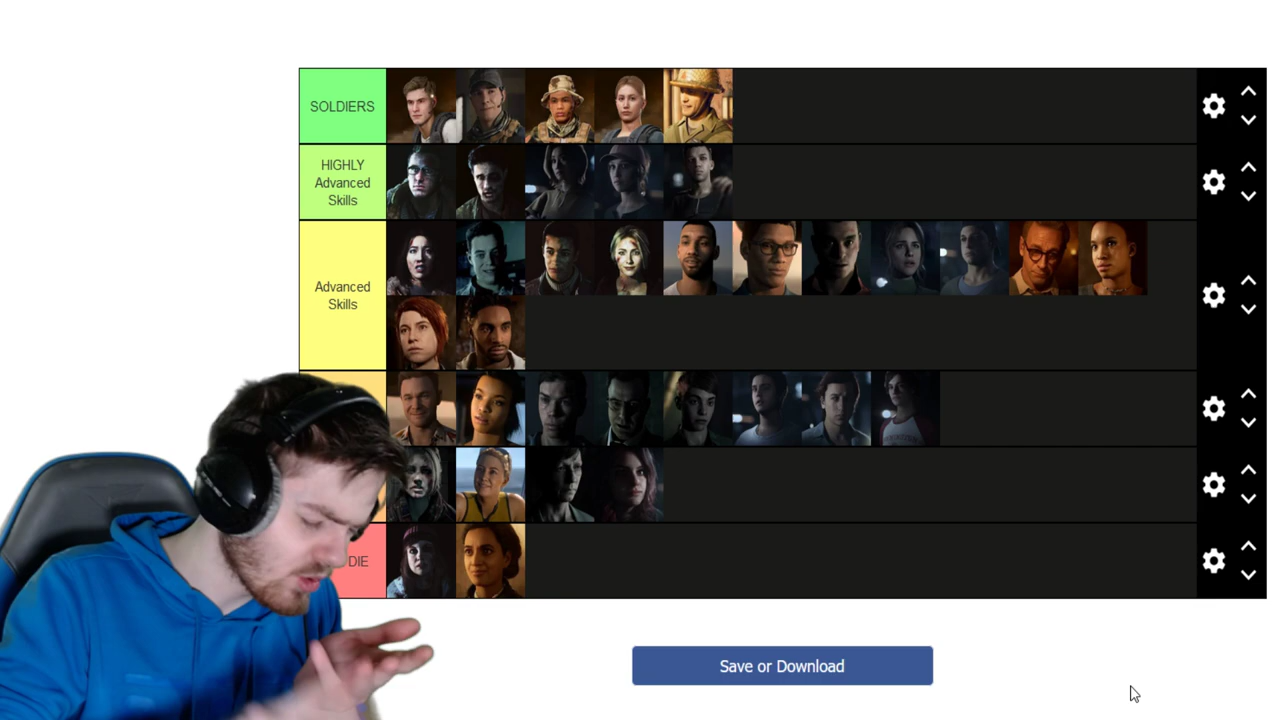 SOLDIERS
HIGHLY
Advanced
Skills
Advanced
Skills
DIE
Save or Download